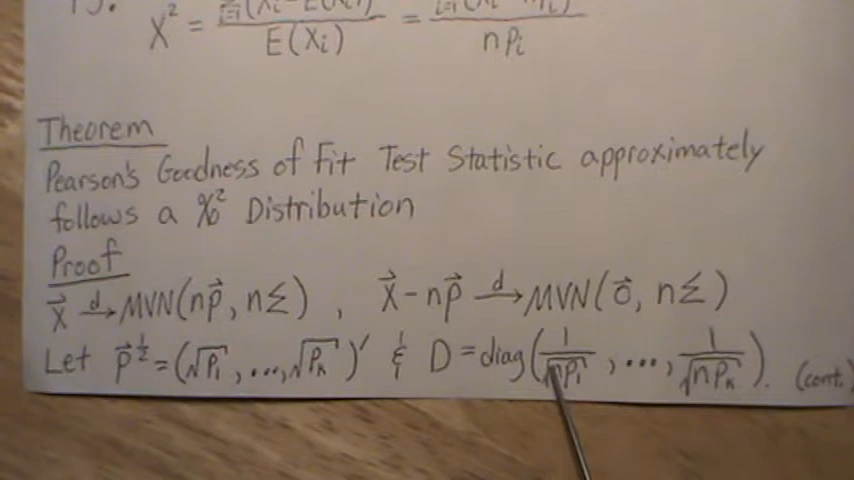 X² = Σ(Xᵢ - E(Xᵢ))² / E(Xᵢ) = Σ(Xᵢ - npᵢ)² / npᵢ
Theorem
Pearson's Goodness of Fit Test Statistic approximately
follows a χ² Distribution
Proof
X⃗ →ᵈ MVN(np⃗, nΣ) , X⃗ - np⃗ →ᵈ MVN(0⃗, nΣ)
Let p⃗^½ = (√p₁, ..., √pₖ)′ & D = diag(1/√np₁, ..., 1/√npₖ). (cont.)